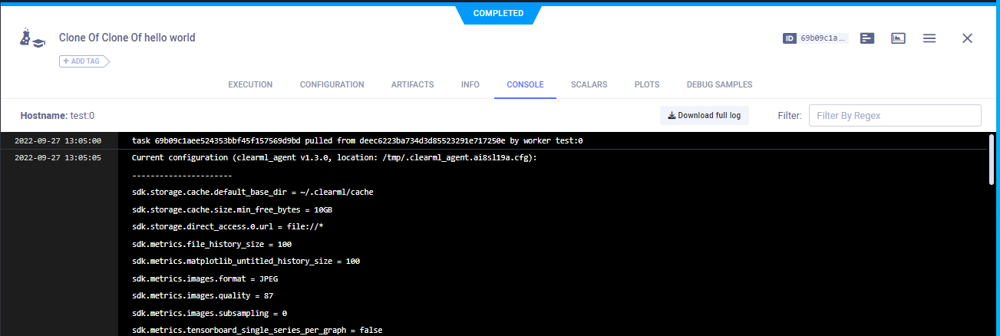 COMPLETED
Clone Of Clone Of hello world
ID 69b09c1a...
+ ADD TAG
EXECUTION CONFIGURATION ARTIFACTS INFO CONSOLE SCALARS PLOTS DEBUG SAMPLES
Hostname: test:0 Download full log Filter: Filter By Regex
2022-09-27 13:05:00 task 69b09c1aee524353bbf45f157569d9bd pulled from deec6223ba734d3d85523291e717250e by worker test:0
2022-09-27 13:05:05 Current configuration (clearml_agent v1.3.0, location: /tmp/.clearml_agent.ai8sl19a.cfg):
----------------------
sdk.storage.cache.default_base_dir = ~/.clearml/cache
sdk.storage.cache.size.min_free_bytes = 10GB
sdk.storage.direct_access.0.url = file://*
sdk.metrics.file_history_size = 100
sdk.metrics.matplotlib_untitled_history_size = 100
sdk.metrics.images.format = JPEG
sdk.metrics.images.quality = 87
sdk.metrics.images.subsampling = 0
sdk.metrics.tensorboard_single_series_per_graph = false